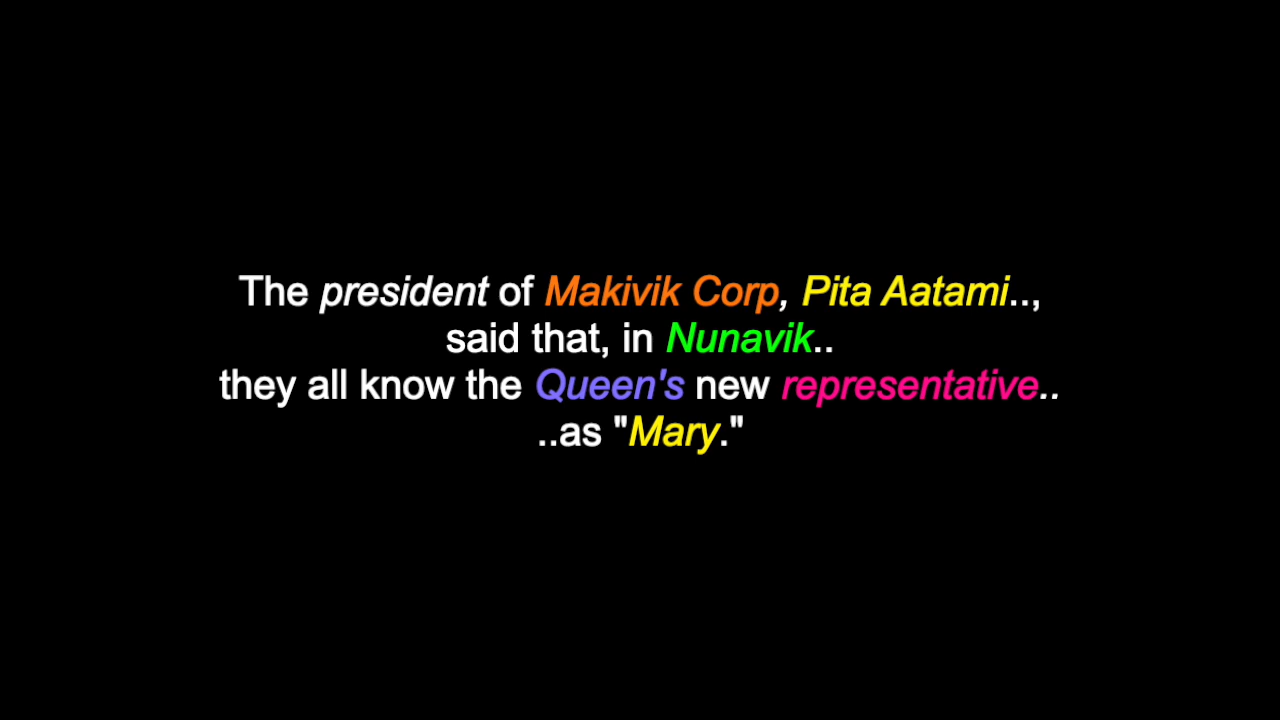 The president of Makivik Corp, Pita Aatami..,
said that, in Nunavik..
they all know the Queen's new representative..
..as "Mary."